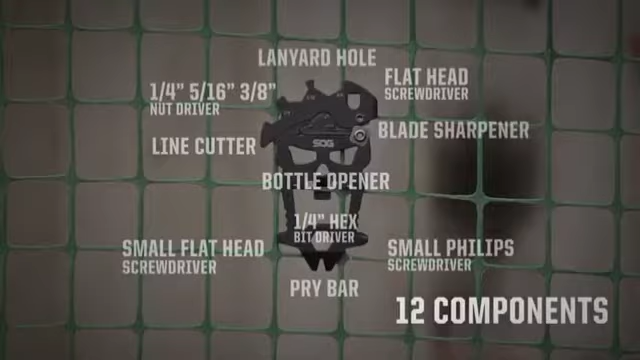 LANYARD HOLE
FLAT HEAD
SCREWDRIVER
1/4” 5/16” 3/8”
NUT DRIVER
BLADE SHARPENER
LINE CUTTER
SOG
BOTTLE OPENER
1/4” HEX
BIT DRIVER
SMALL FLAT HEAD
SCREWDRIVER
SMALL PHILIPS
SCREWDRIVER
PRY BAR
12 COMPONENTS